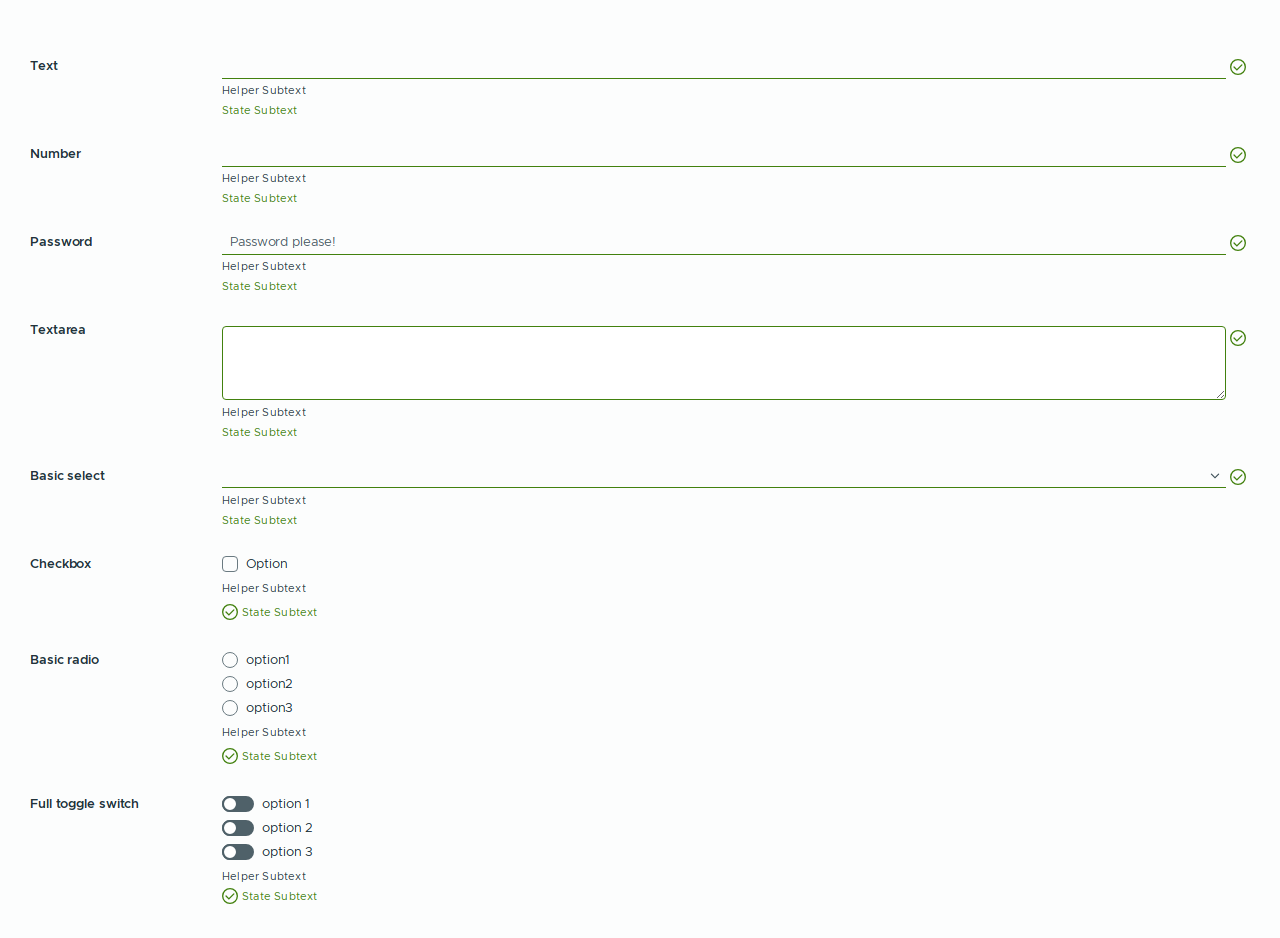 Text
Helper Subtext
State Subtext
Number
Helper Subtext
State Subtext
Password
Password please!
Helper Subtext
State Subtext
Textarea
Helper Subtext
State Subtext
Basic select
Helper Subtext
State Subtext
Checkbox
Option
Helper Subtext
State Subtext
Basic radio
option1
option2
option3
Helper Subtext
State Subtext
Full toggle switch
option 1
option 2
option 3
Helper Subtext
State Subtext